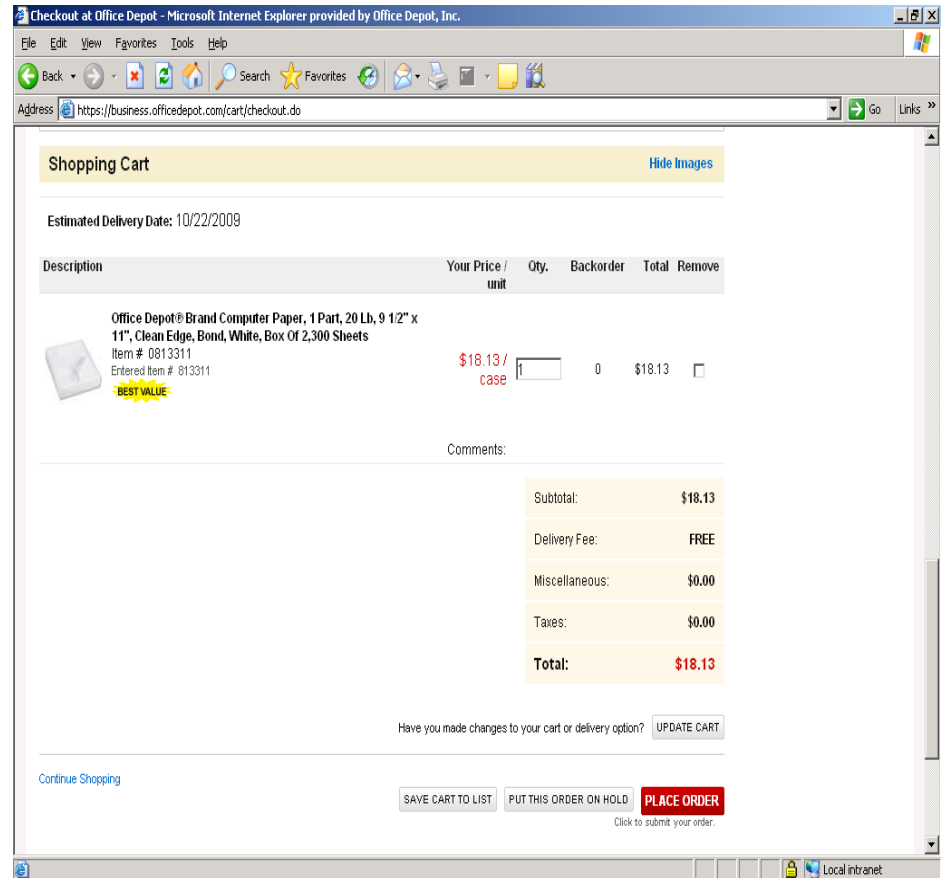 Checkout at Office Depot - Microsoft Internet Explorer provided by Office Depot, Inc.
File Edit View Favorites Tools Help
Back Search Favorites
Address https://business.officedepot.com/cart/checkout.do Go Links »
Shopping Cart Hide Images
Estimated Delivery Date: 10/22/2009
Description Your Price / unit Qty. Backorder Total Remove
Office Depot® Brand Computer Paper, 1 Part, 20 Lb, 9 1/2" x
11", Clean Edge, Bond, White, Box Of 2,300 Sheets
Item # 0813311
Entered Item # 813311
BEST VALUE
$18.13 / case 1 0 $18.13
Comments:
Subtotal: $18.13
Delivery Fee: FREE
Miscellaneous: $0.00
Taxes: $0.00
Total: $18.13
Have you made changes to your cart or delivery option? UPDATE CART
Continue Shopping
SAVE CART TO LIST PUT THIS ORDER ON HOLD PLACE ORDER
Click to submit your order.
Local intranet